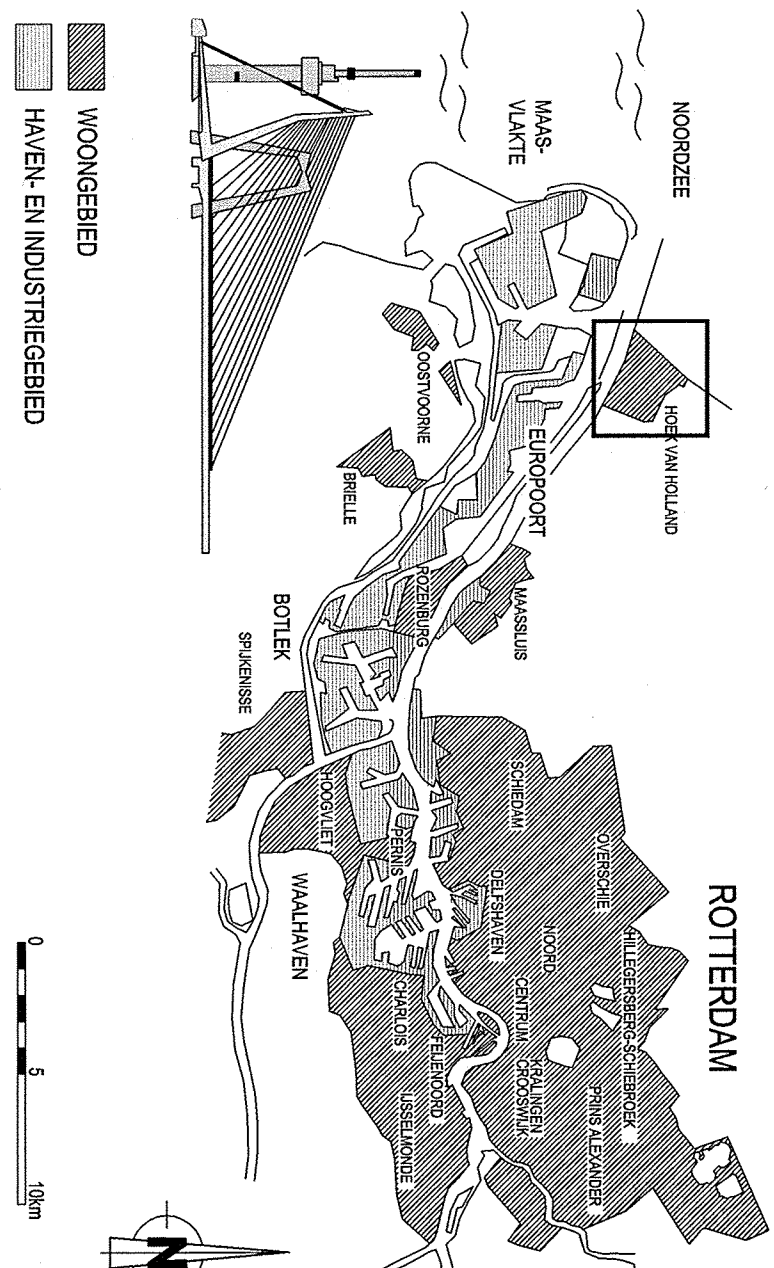 ROTTERDAM
NOORDZEE
MAAS-
VLAKTE
HOEK VAN HOLLAND
EUROPOORT
OOSTVOORNE
BRIELLE
MAASSLUIS
ROZENBURG
BOTLEK
SPIJKENISSE
HOOGVLIET
PERNIS
SCHIEDAM
OVERSCHIE
HILLEGERSBERG-SCHIEBROEK
NOORD
DELFSHAVEN
CENTRUM
KRALINGEN
CROOSWIJK
PRINS ALEXANDER
WAALHAVEN
CHARLOIS
FEIJENOORD
IJSSELMONDE
WOONGEBIED
HAVEN- EN INDUSTRIEGEBIED
0 5 10km
N